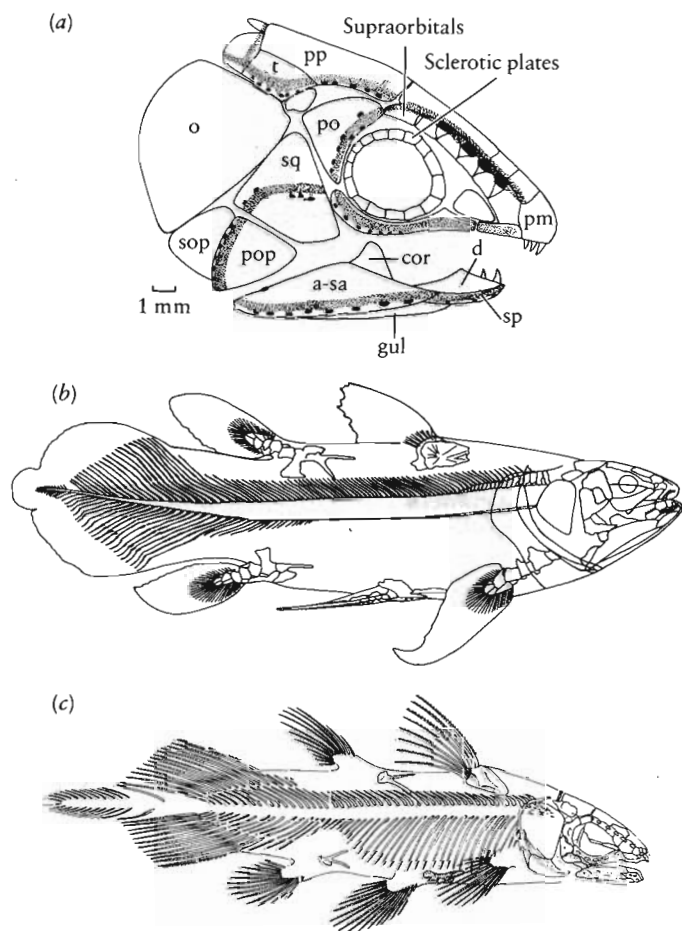 (a)
Supraorbitals
Sclerotic plates
pp
t
po
o
sq
pm
sop
pop
cor
d
a-sa
1 mm
sp
gul
(b)
(c)